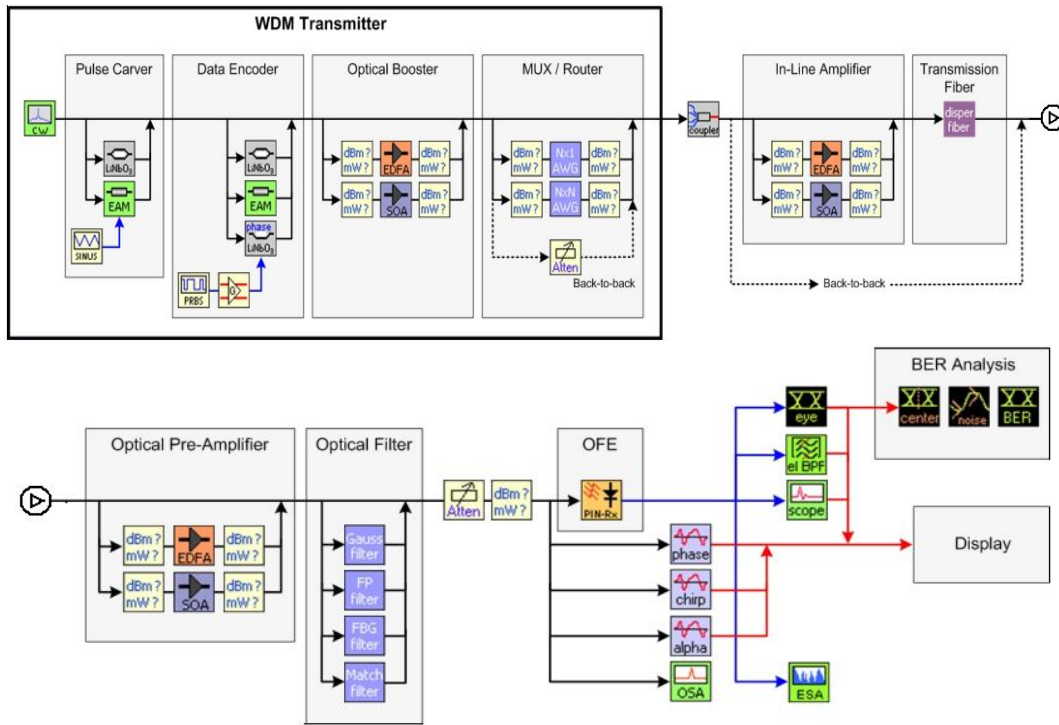 WDM Transmitter
Pulse Carver
Data Encoder
Optical Booster
MUX / Router
In-Line Amplifier
Transmission
Fiber
CW
LiNbO3
EAM
SINUS
LiNbO3
EAM
phase
LiNbO3
PRBS
G
dBm ?
mW ?
EDFA
dBm ?
mW ?
dBm ?
mW ?
SOA
dBm ?
mW ?
dBm ?
mW ?
Nx1
AWG
dBm ?
mW ?
dBm ?
mW ?
NxN
AWG
dBm ?
mW ?
Atten
Back-to-back
coupler
dBm ?
mW ?
EDFA
dBm ?
mW ?
dBm ?
mW ?
SOA
dBm ?
mW ?
disper
fiber
Back-to-back
Optical Pre-Amplifier
dBm ?
mW ?
EDFA
dBm ?
mW ?
dBm ?
mW ?
SOA
dBm ?
mW ?
Optical Filter
Gauss
filter
FP
filter
FBG
filter
Match
filter
Atten
dBm ?
mW ?
OFE
PIN-Rx
phase
chirp
alpha
OSA
eye
el BPF
scope
ESA
BER Analysis
center
noise
BER
Display